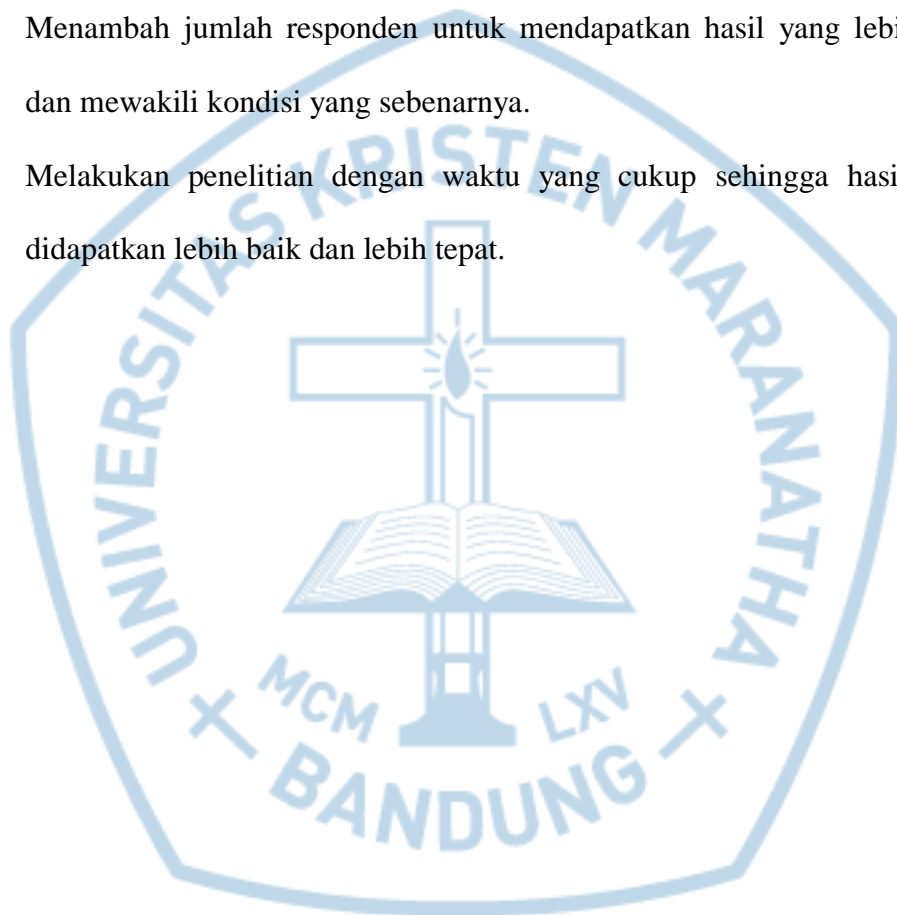 Menambah jumlah responden untuk mendapatkan hasil yang lebi
dan mewakili kondisi yang sebenarnya.
Melakukan penelitian dengan waktu yang cukup sehingga hasi
didapatkan lebih baik dan lebih tepat.
UNIVERSITAS KRISTEN MARANATHA
MCM LXV
BANDUNG